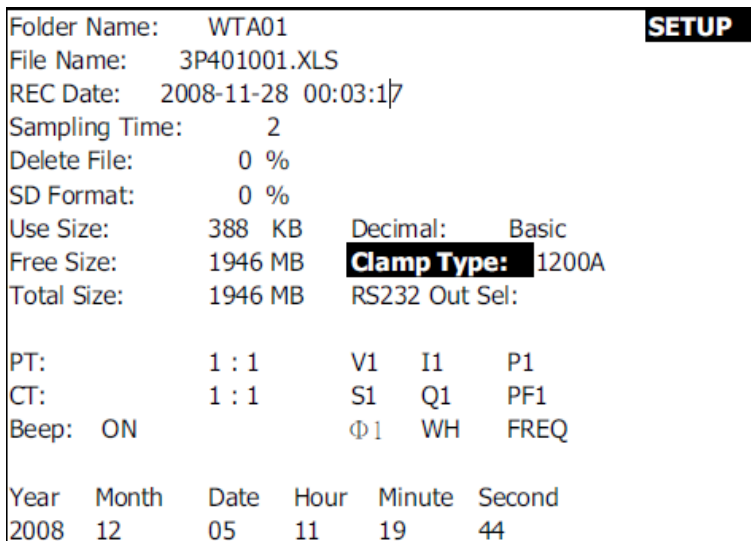 Folder Name: WTA01 SETUP
File Name: 3P401001.XLS
REC Date: 2008-11-28 00:03:17
Sampling Time: 2
Delete File: 0 %
SD Format: 0 %
Use Size: 388 KB Decimal: Basic
Free Size: 1946 MB Clamp Type: 1200A
Total Size: 1946 MB RS232 Out Sel:
PT: 1 : 1 V1 I1 P1
CT: 1 : 1 S1 Q1 PF1
Beep: ON Φ1 WH FREQ
Year Month Date Hour Minute Second
2008 12 05 11 19 44